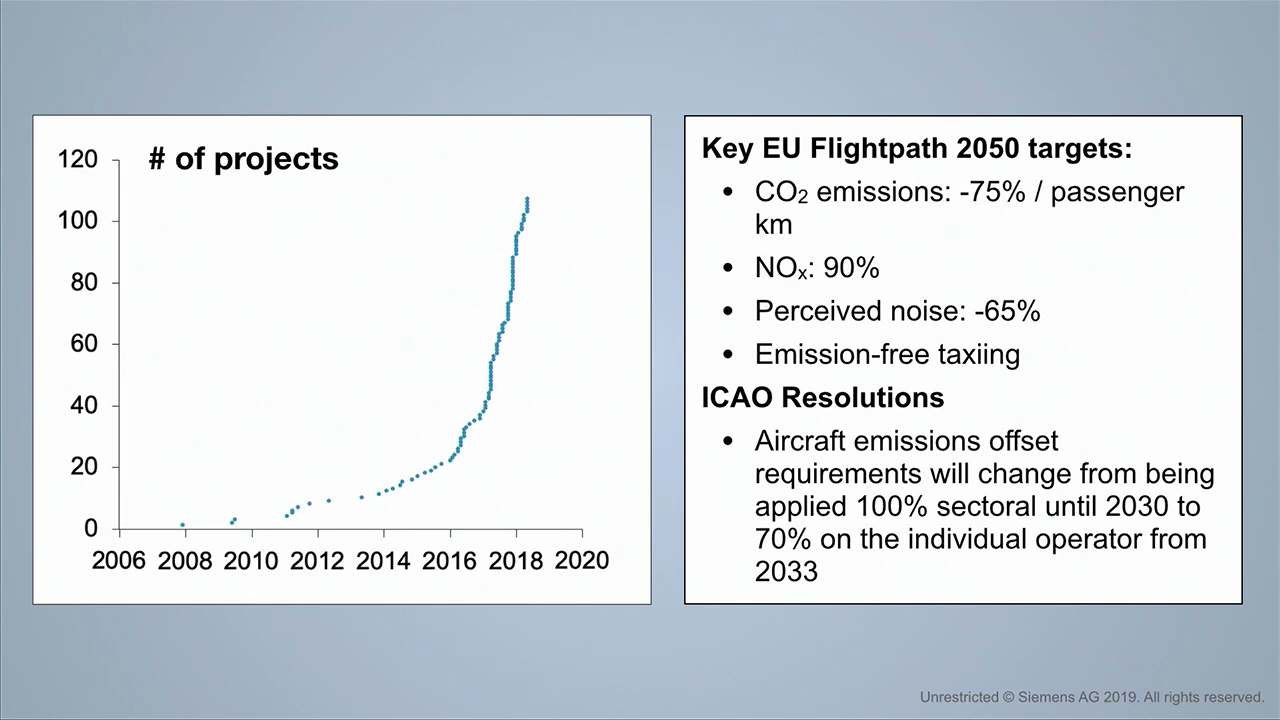 # of projects
120
100
80
60
40
20
0
2006 2008 2010 2012 2014 2016 2018 2020
Key EU Flightpath 2050 targets:
• CO₂ emissions: -75% / passenger
km
• NOₓ: 90%
• Perceived noise: -65%
• Emission-free taxiing
ICAO Resolutions
• Aircraft emissions offset
requirements will change from being
applied 100% sectoral until 2030 to
70% on the individual operator from
2033
Unrestricted © Siemens AG 2019. All rights reserved.